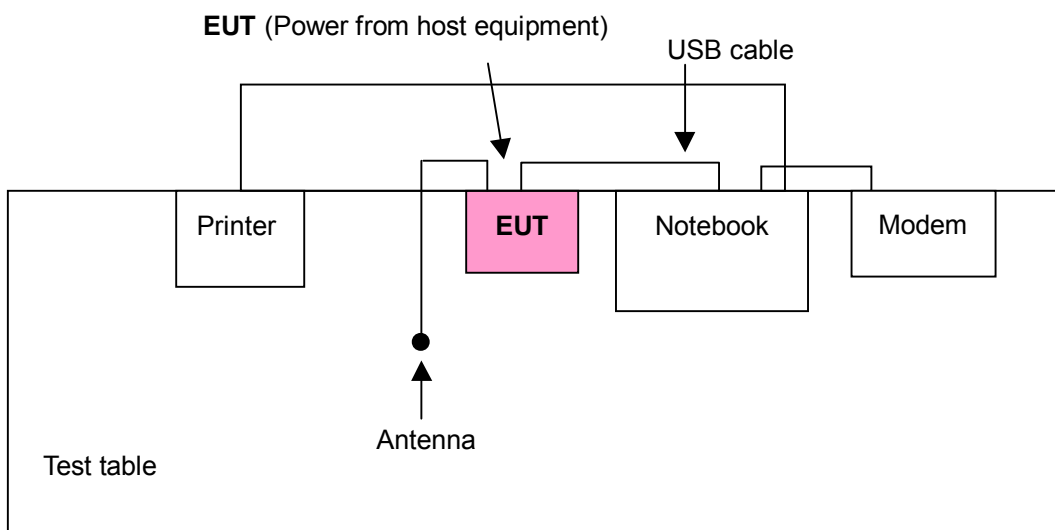 EUT (Power from host equipment)
USB cable
Printer
EUT
Notebook
Modem
Antenna
Test table